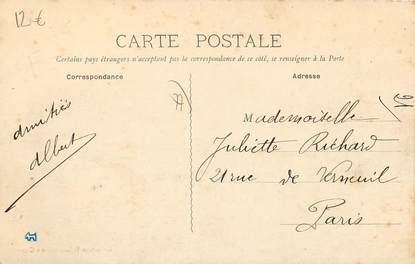 12 €
CARTE POSTALE
Certains pays étrangers n'acceptant pas la correspondance de ce côté, se renseigner à la Poste
Correspondance
Adresse
amitiés
Albert
Mademoiselle
Juliette Richard
21 rue de Verneuil
Paris